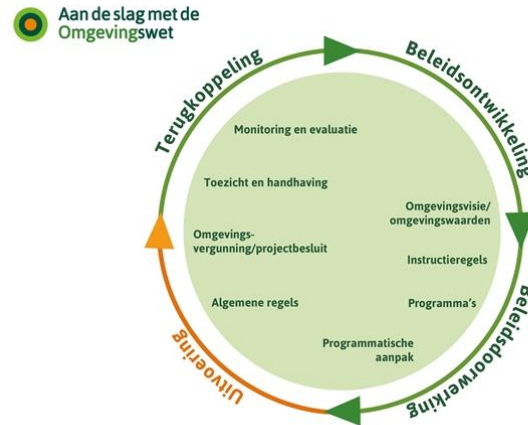 Aan de slag met de
Omgevingswet
Terugkoppeling
Beleidsontwikkeling
Monitoring en evaluatie
Toezicht en handhaving
Omgevingsvisie/
omgevingswaarden
Omgevings-
vergunning/projectbesluit
Instructieregels
Algemene regels
Programma's
Programmatische
aanpak
Uitvoering
Beleidsdoorwerking